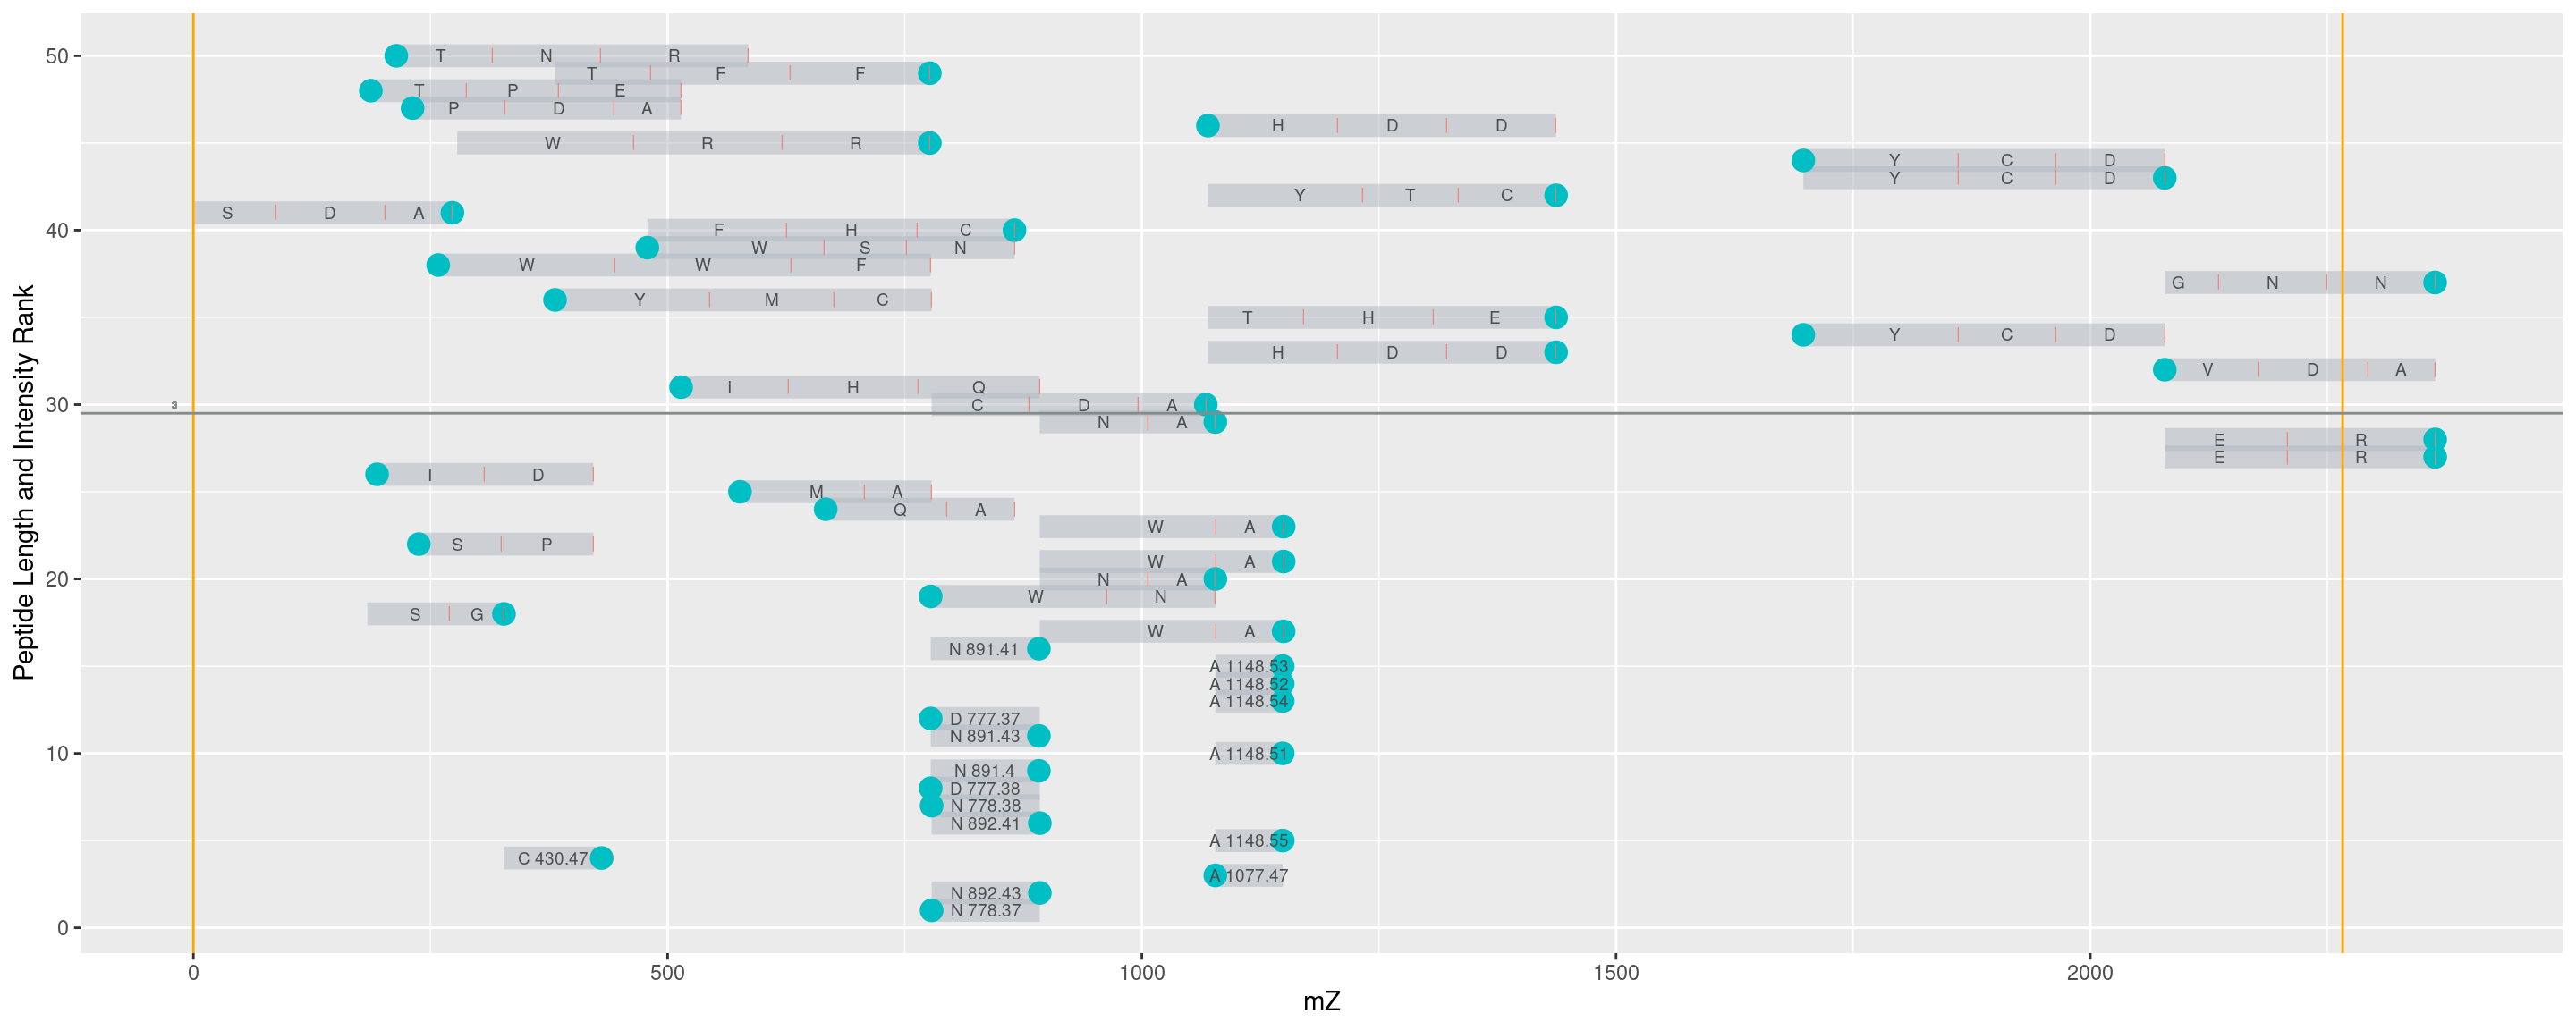 50
T N R
T F F
T P E
P D A
H D D
W R R
Y C D
Y C D
Y T C
S D A
40
F H C
W S N
W W F
G N N
Y M C
T H E
Y C D
H D D
V D A
I H Q
30
3
C D A
N A
E R
E R
I D
M A
Q A
W A
S P
W A
20
N A
W N
S G
W A
N 891.41
A 1148.53
A 1148.52
A 1148.54
D 777.37
N 891.43
10
A 1148.51
N 891.4
D 777.38
N 778.38
N 892.41
A 1148.55
C 430.47
A 1077.47
N 892.43
N 778.37
0
0 500 1000 1500 2000
mZ
Peptide Length and Intensity Rank